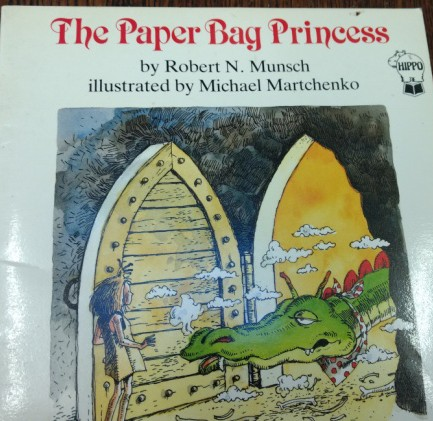 The Paper Bag Princess
by Robert N. Munsch
illustrated by Michael Martchenko
HIPPO